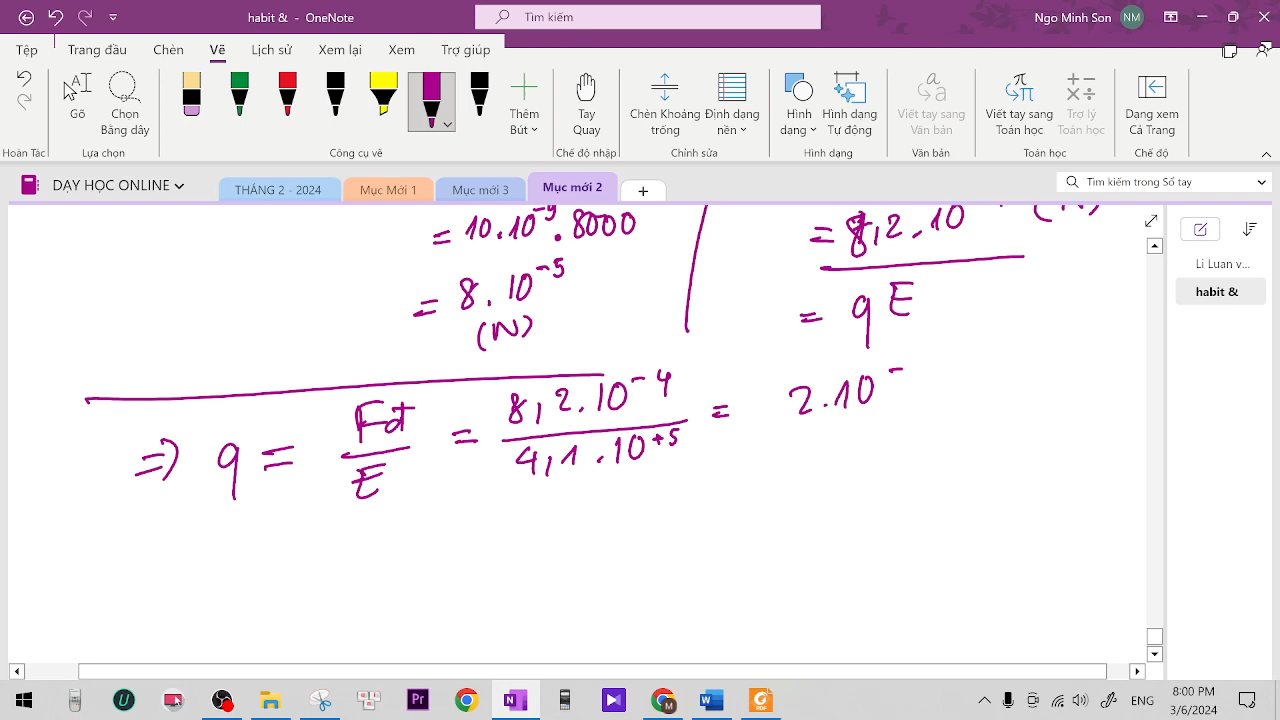 habit & - OneNote
Tìm kiếm
Ngo Minh Son
NM
Tệp Trang đầu Chèn Vẽ Lịch sử Xem lại Xem Trợ giúp
Gõ
Chọn Bằng dây
Thêm Bút
Tay Quay
Chèn Khoảng trống
Định dạng nền
Hình dạng
Hình dạng Tự động
Viết tay sang Văn bản
Viết tay sang Toán học
Trợ lý Toán học
Dạng xem Cả Trang
Hoàn Tác
Lựa chọn
Công cụ vẽ
Chế độ nhập
Chỉnh sửa
Hình dạng
Văn bản
Toán học
Chế độ
DẠY HỌC ONLINE
THÁNG 2 - 2024
Mục Mới 1
Mục mới 3
Mục mới 2
+
Tìm kiếm trong Sổ tay
Li Luan v...
habit &
= 10.10⁻⁹.8000
= 8.10⁻⁵
(N)
= 8,2.10 (N)
= qE
=> q = Fđt/E = 8,2.10⁻⁴/4,1.10⁺⁵ = 2.10⁻
ENG
8:00 PM
3/6/2024